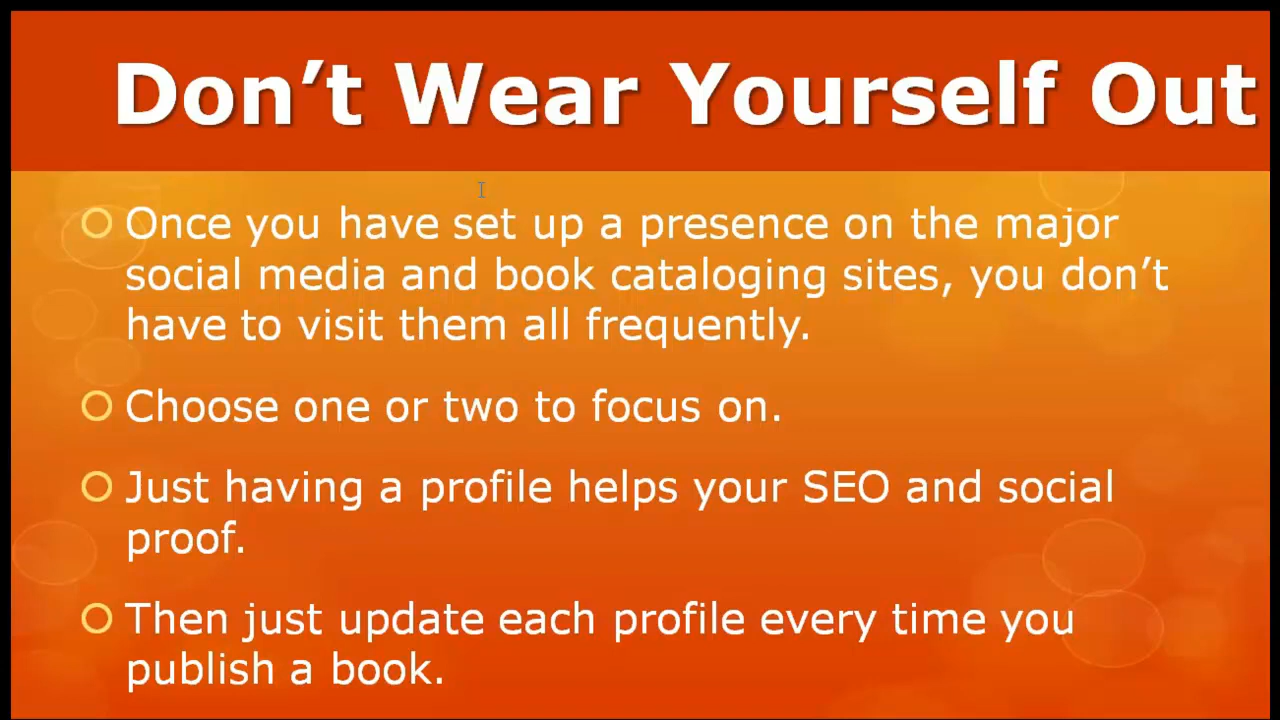 Don’t Wear Yourself Out
Once you have set up a presence on the major
social media and book cataloging sites, you don’t
have to visit them all frequently.
Choose one or two to focus on.
Just having a profile helps your SEO and social
proof.
Then just update each profile every time you
publish a book.